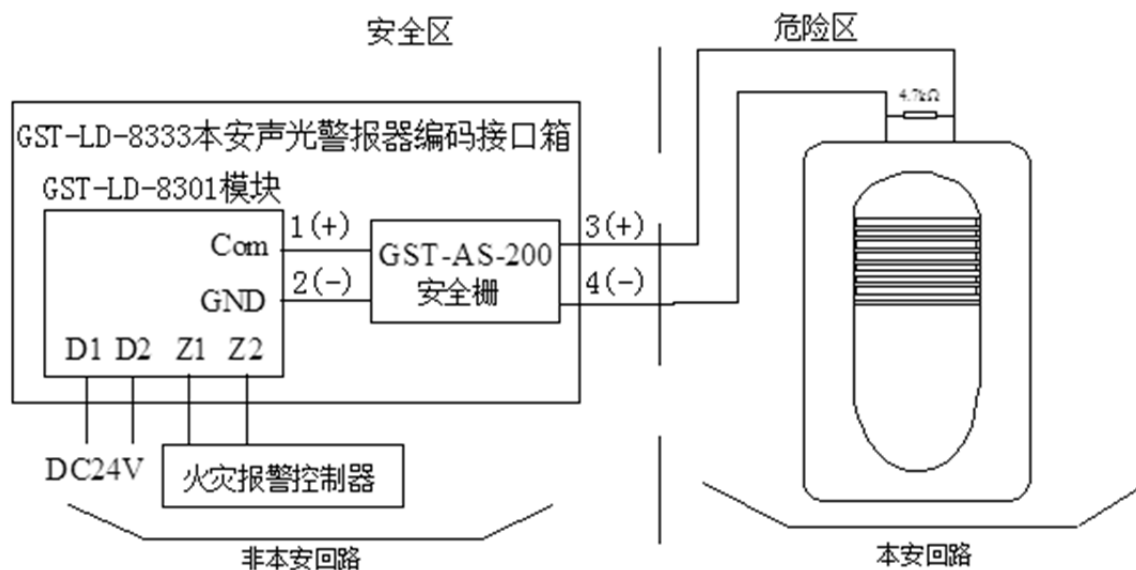 安全区
危险区
4.7kΩ
GST-LD-8333本安声光警报器编码接口箱
GST-LD-8301模块
Com
1(+)
GST-AS-200
安全栅
3(+)
GND
2(-)
4(-)
D1 D2 Z1 Z2
DC24V
火灾报警控制器
非本安回路
本安回路